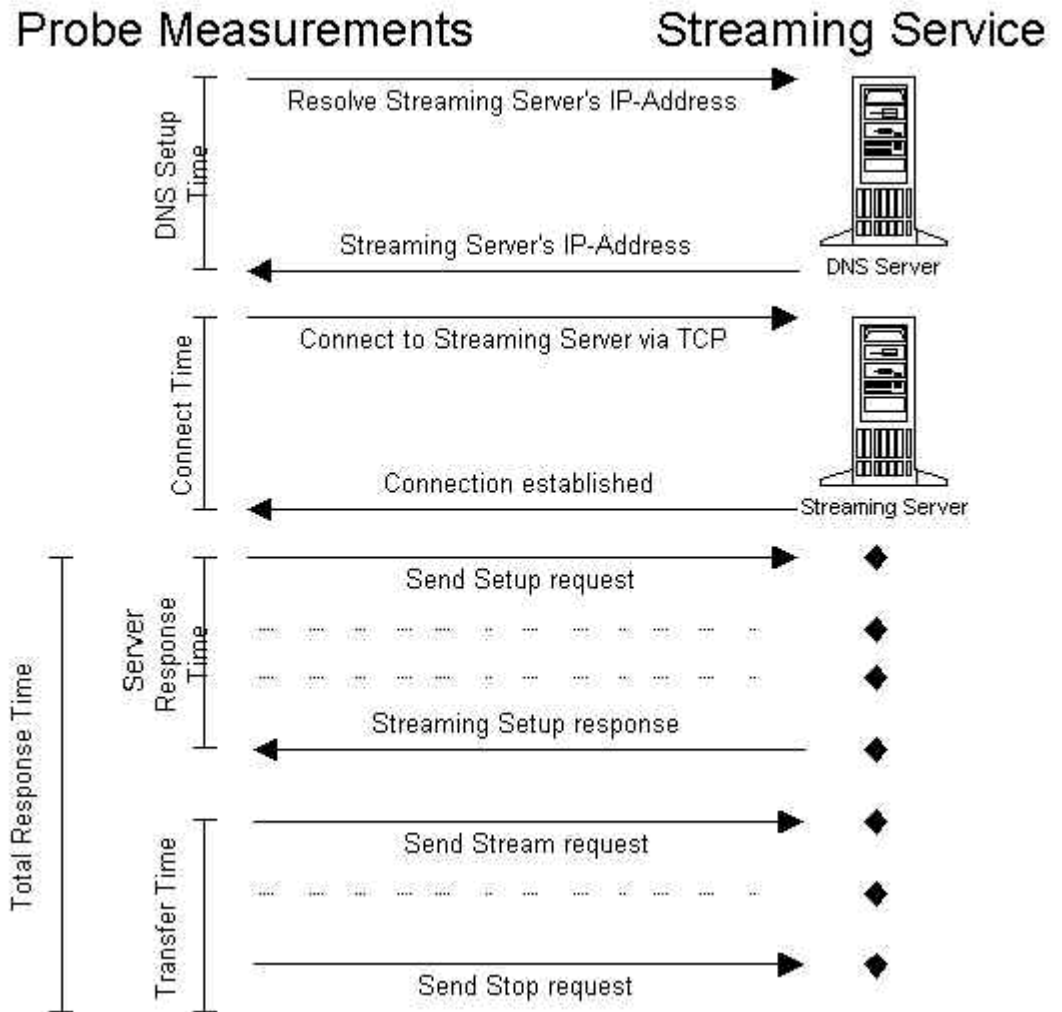 Probe Measurements
Streaming Service
DNS Setup
Time
Resolve Streaming Server's IP-Address
Streaming Server's IP-Address
DNS Server
Connect Time
Connect to Streaming Server via TCP
Connection established
Streaming Server
Total Response Time
Server
Response
Time
Send Setup request
Streaming Setup response
Transfer Time
Send Stream request
Send Stop request